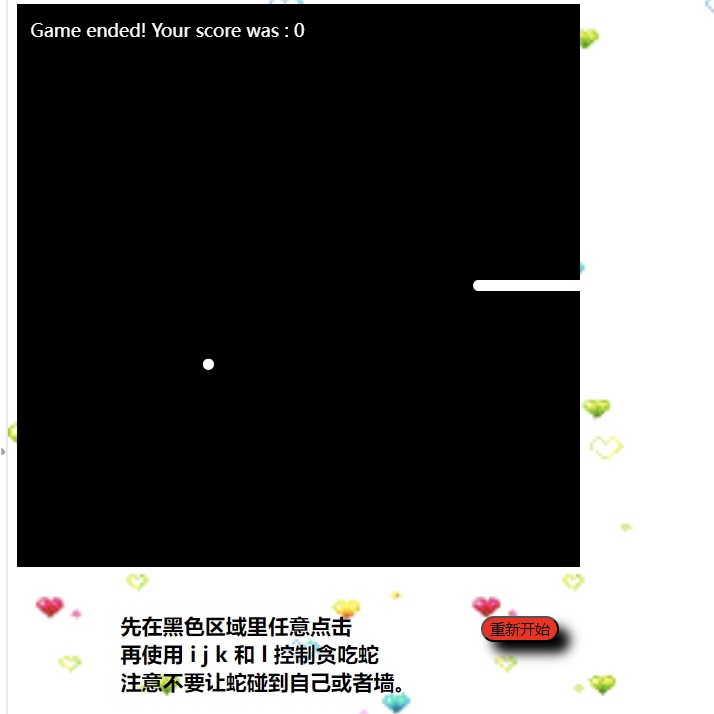 Game ended! Your score was : 0
先在黑色区域里任意点击
重新开始
再使用 i j k 和 l 控制贪吃蛇
注意不要让蛇碰到自己或者墙。